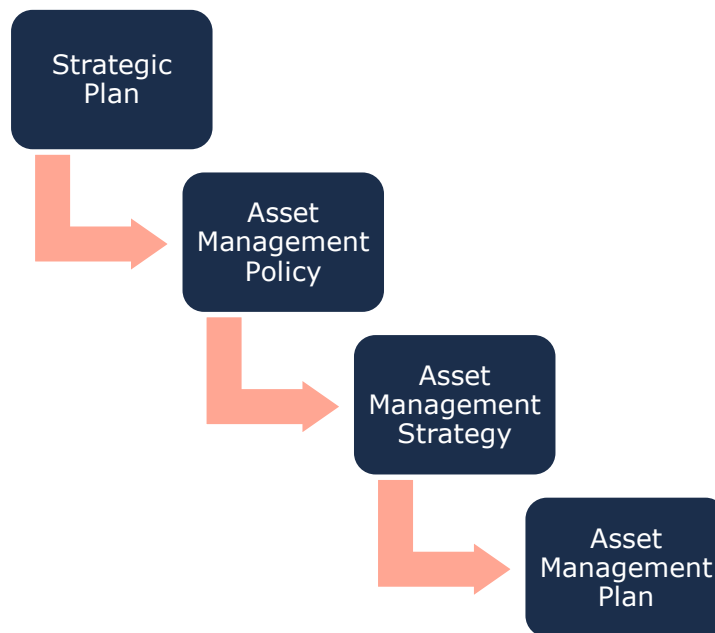 Strategic
Plan
Asset
Management
Policy
Asset
Management
Strategy
Asset
Management
Plan